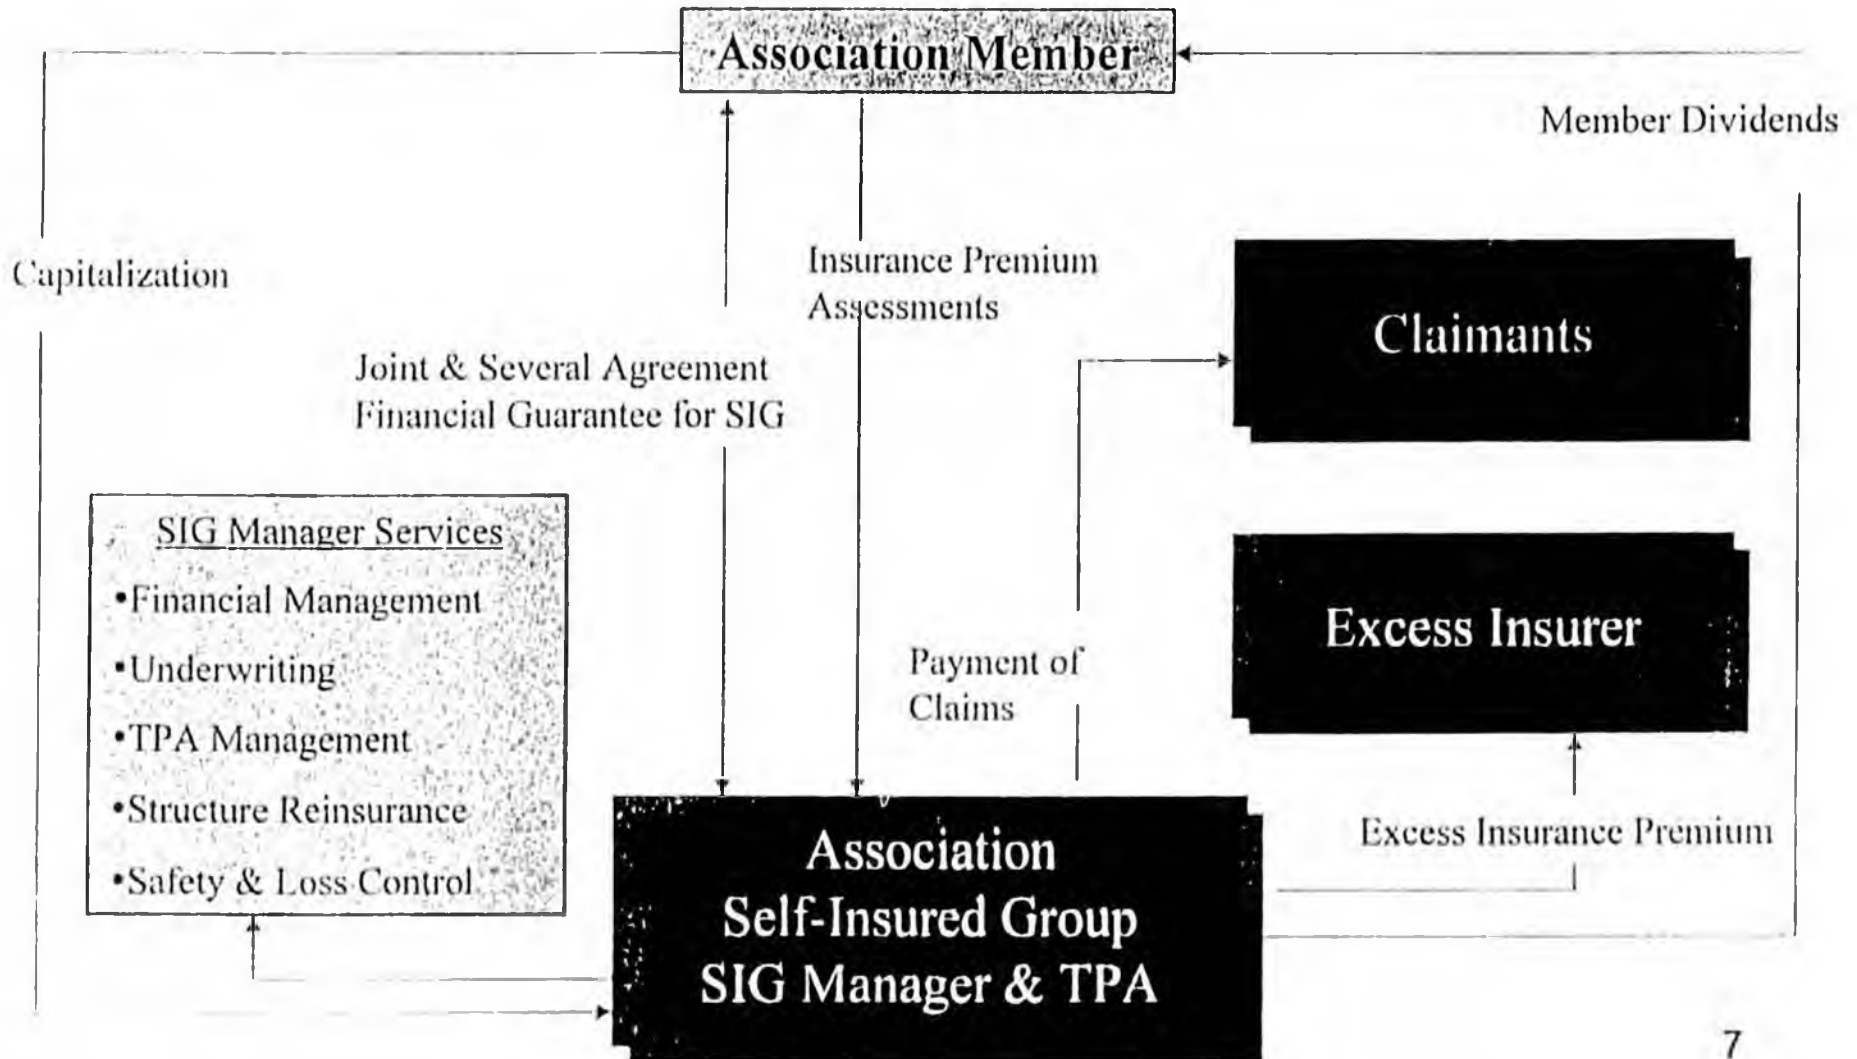 Association Member
Member Dividends
Capitalization
Insurance Premium
Assessments
Claimants
Joint & Several Agreement
Financial Guarantee for SIG
SIG Manager Services
•Financial Management
•Underwriting
•TPA Management
•Structure Reinsurance
•Safety & Loss Control
Excess Insurer
Payment of
Claims
Excess Insurance Premium
Association
Self-Insured Group
SIG Manager & TPA
7